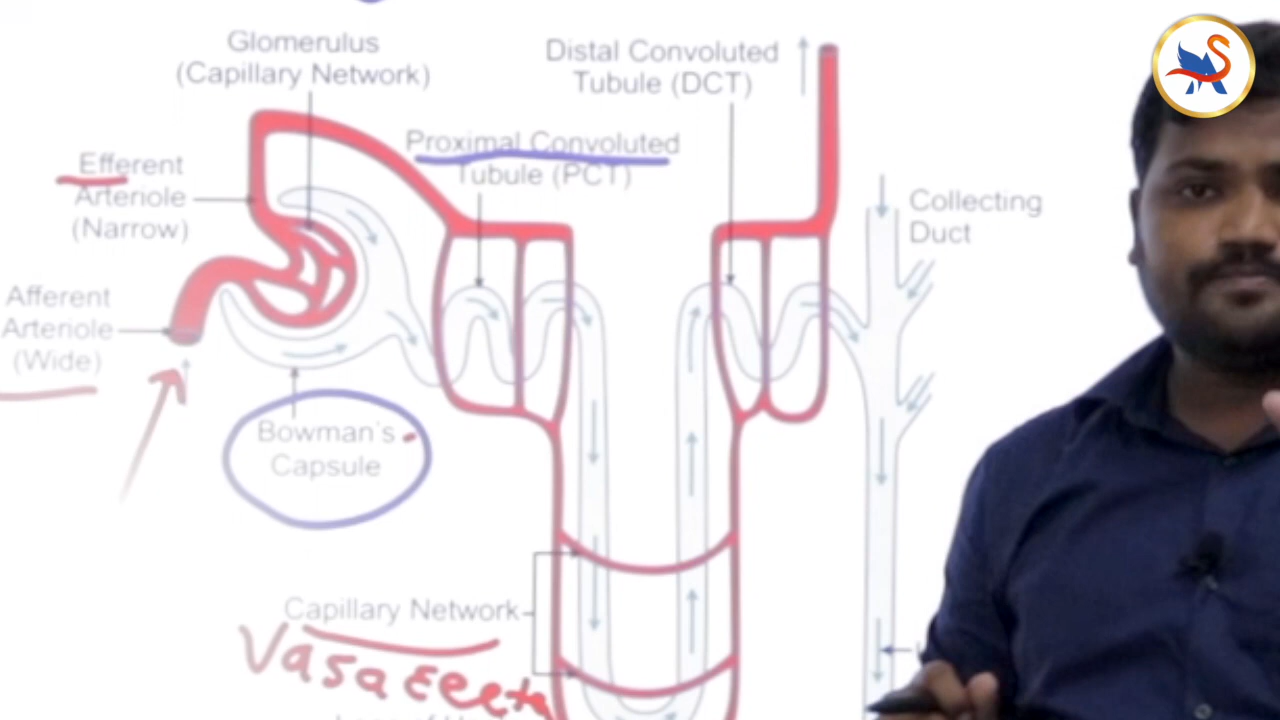 Glomerulus
(Capillary Network)
Distal Convoluted
Tubule (DCT)
Proximal Convoluted
Tubule (PCT)
Efferent
Arteriole
(Narrow)
Collecting
Duct
Afferent
Arteriole
(Wide)
Bowman's
Capsule
Capillary Network
Vasa